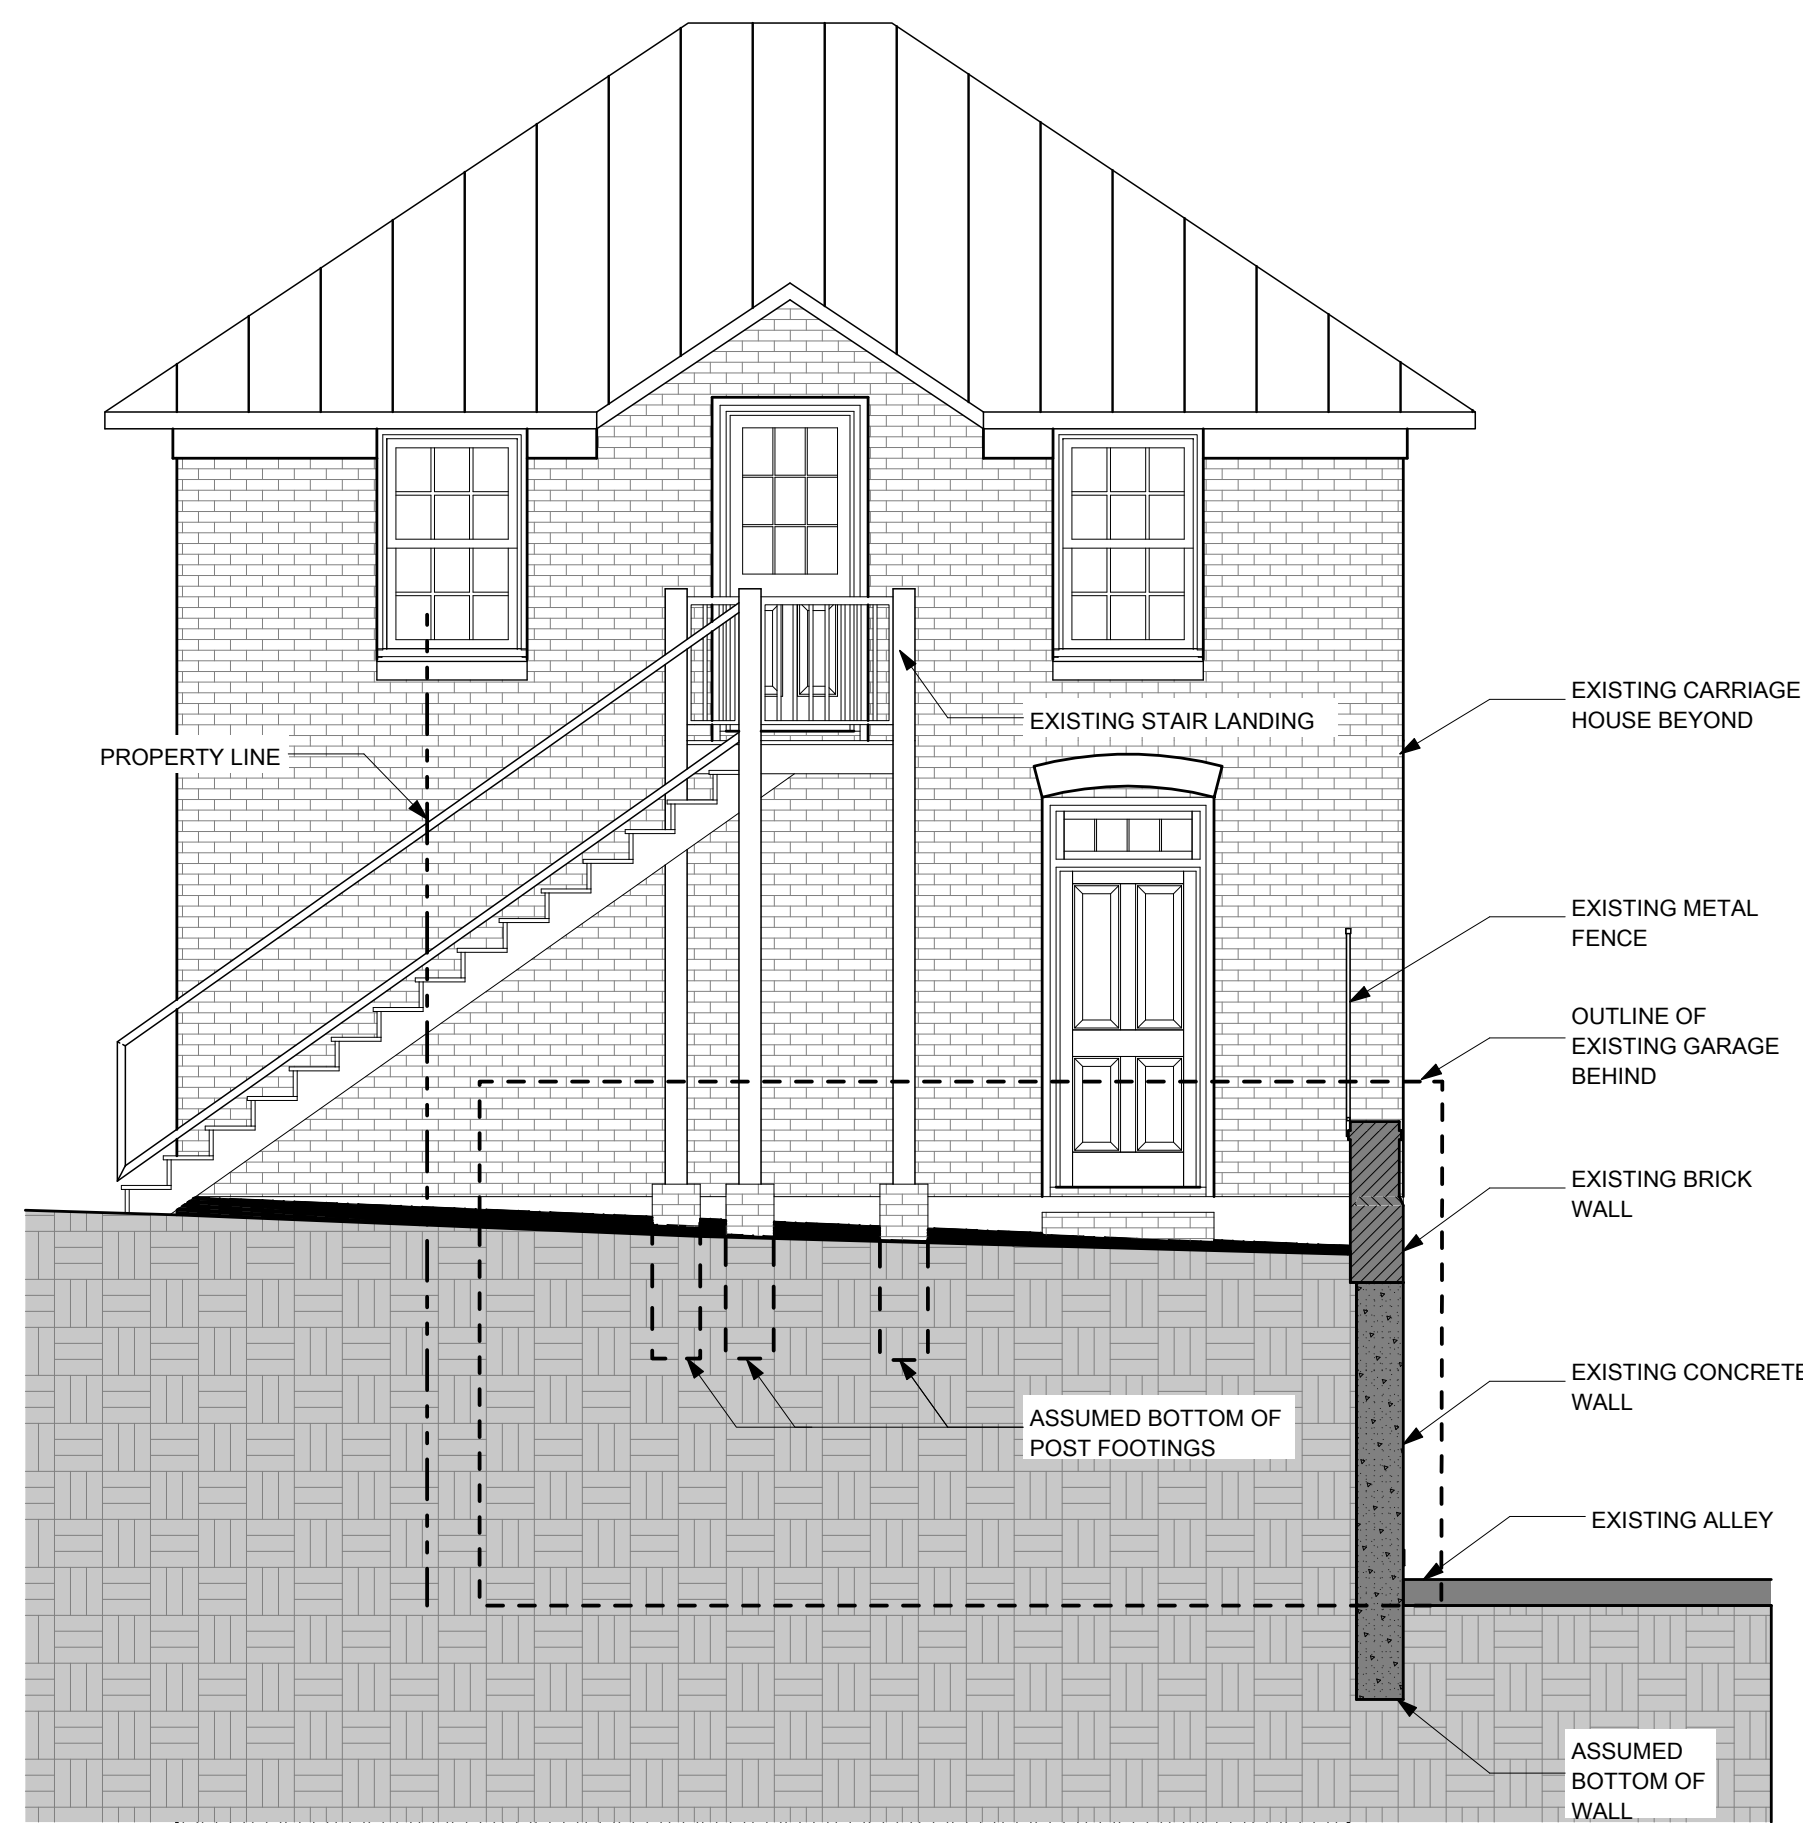 EXISTING CARRIAGE
HOUSE BEYOND
EXISTING STAIR LANDING
PROPERTY LINE
EXISTING METAL
FENCE
OUTLINE OF
EXISTING GARAGE
BEHIND
EXISTING BRICK
WALL
EXISTING CONCRETE
WALL
ASSUMED BOTTOM OF
POST FOOTINGS
EXISTING ALLEY
ASSUMED
BOTTOM OF
WALL